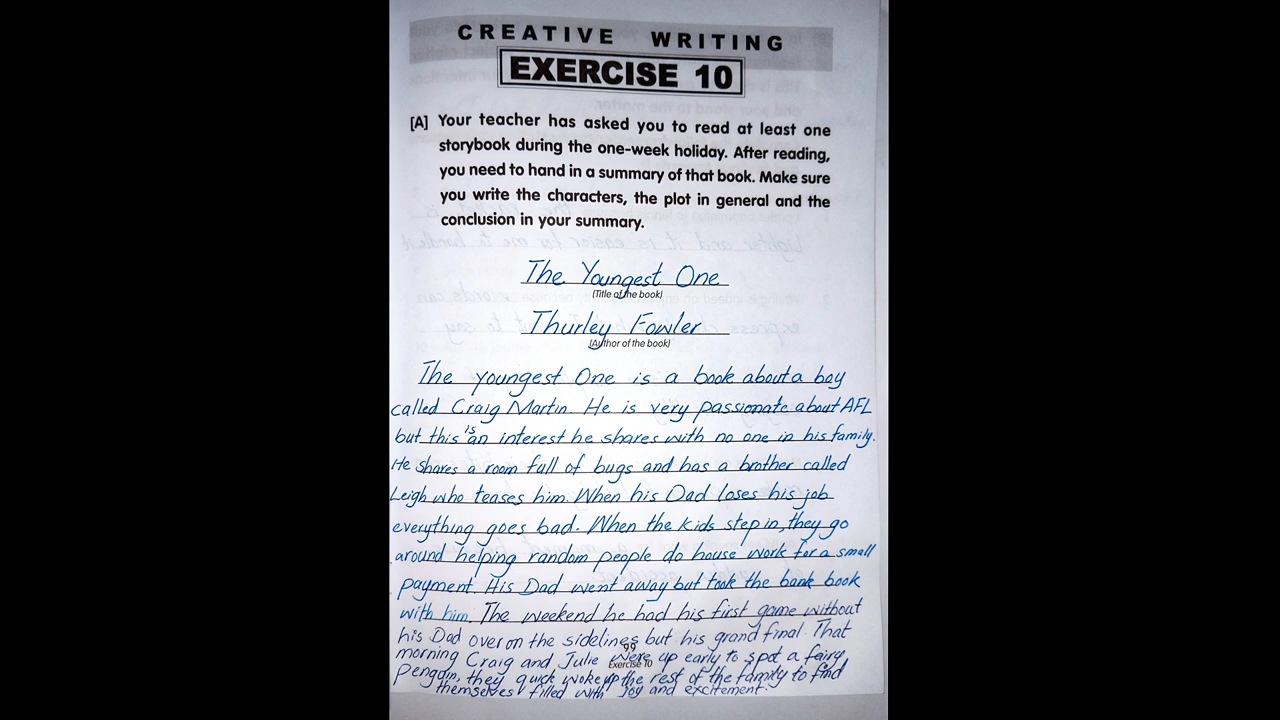 CREATIVE WRITING
EXERCISE 10
[A] Your teacher has asked you to read at least one
storybook during the one-week holiday. After reading,
you need to hand in a summary of that book. Make sure
you write the characters, the plot in general and the
conclusion in your summary.
The Youngest One
(Title of the book)
Thurley Fowler
(Author of the book)
The youngest One is a book about a boy
called Craig Martin. He is very passionate about AFL
but this is an interest he shares with no one in his family.
He shares a room full of bugs and has a brother called
Leigh who teases him. When his Dad loses his job
everything goes bad. When the kids step in, they go
around helping random people do house work for a small
payment. His Dad went away but took the bank book
with him. The weekend he had his first game without
his Dad over on the sidelines but his grand final. That
morning Craig and Julie were up early to spot a fairy
Penguin, they quick woke up the rest of the family to find
themselves filled with joy and excitement.
99
Exercise 10